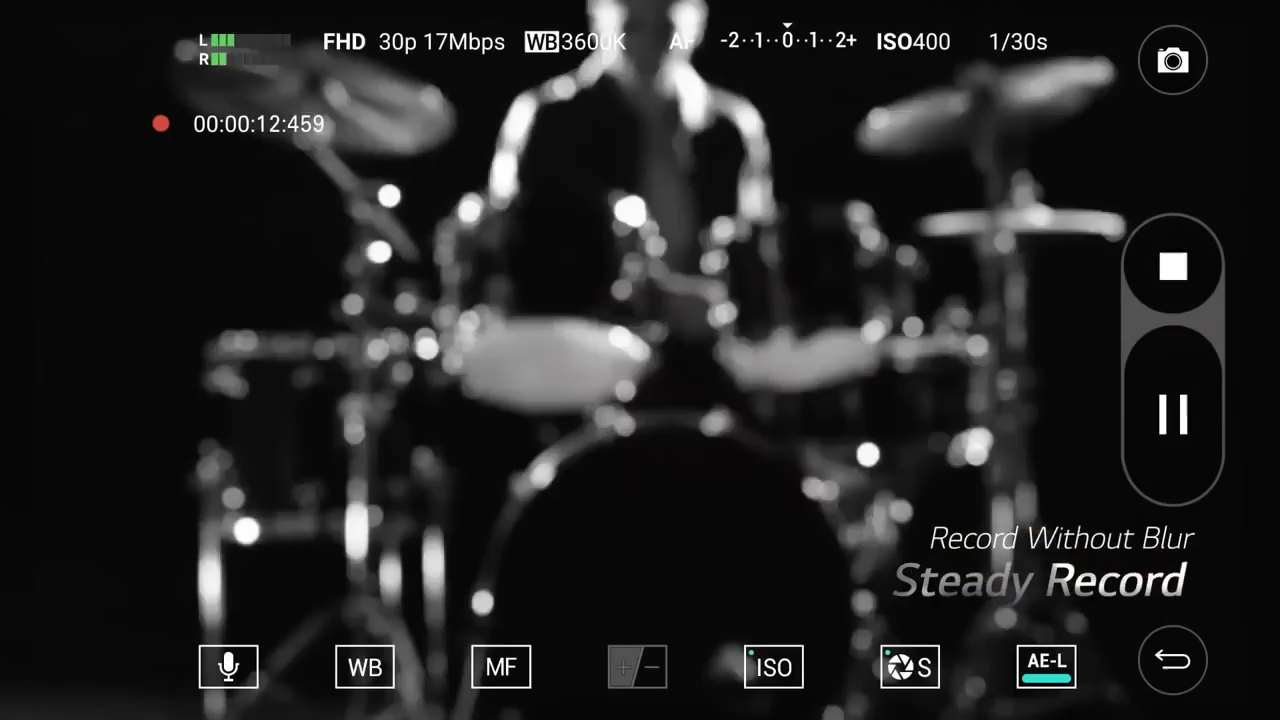 L
R
FHD 30p 17Mbps WB 3600K AF -2··1··0··1··2+ ISO400 1/30s
00:00:12:459
Record Without Blur
Steady Record
WB
MF
+/−
ISO
S
AE-L